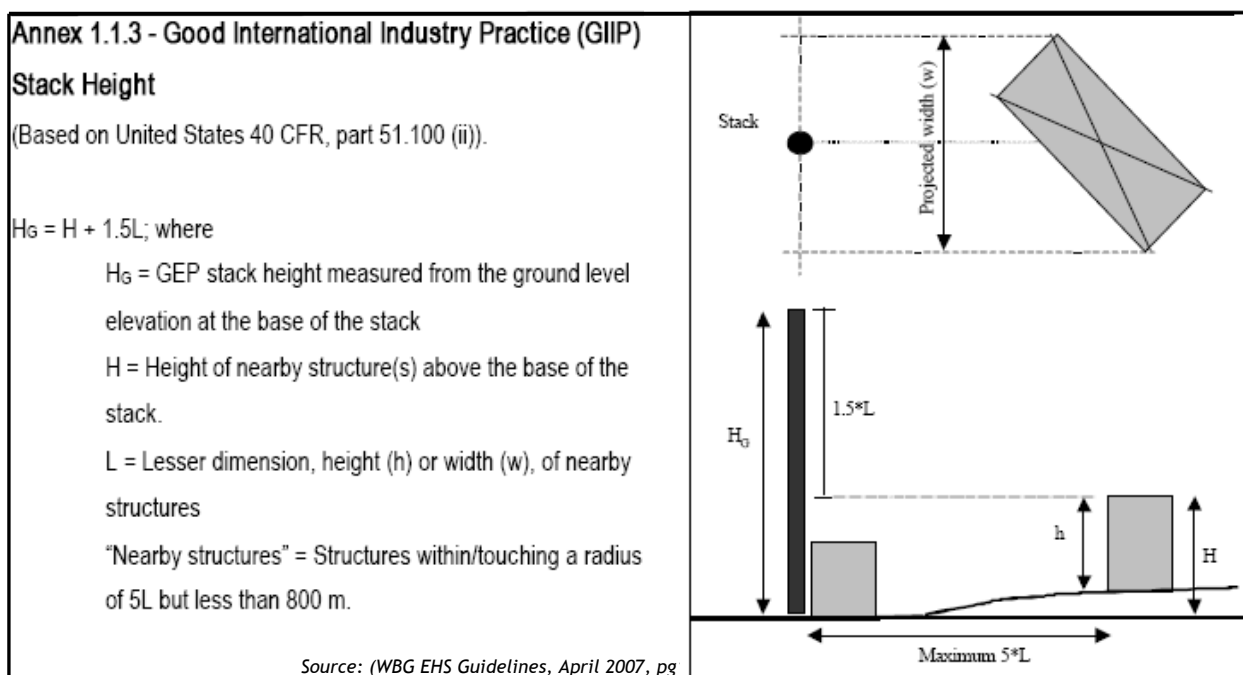 Annex 1.1.3 - Good International Industry Practice (GIIP)
Stack Height
(Based on United States 40 CFR, part 51.100 (ii)).
HG = H + 1.5L; where
HG = GEP stack height measured from the ground level
elevation at the base of the stack
H = Height of nearby structure(s) above the base of the
stack.
L = Lesser dimension, height (h) or width (w), of nearby
structures
“Nearby structures” = Structures within/touching a radius
of 5L but less than 800 m.
Source: (WBG EHS Guidelines, April 2007, pg
Stack
Projected width (w)
1.5*L
HG
h
H
Maximum 5*L